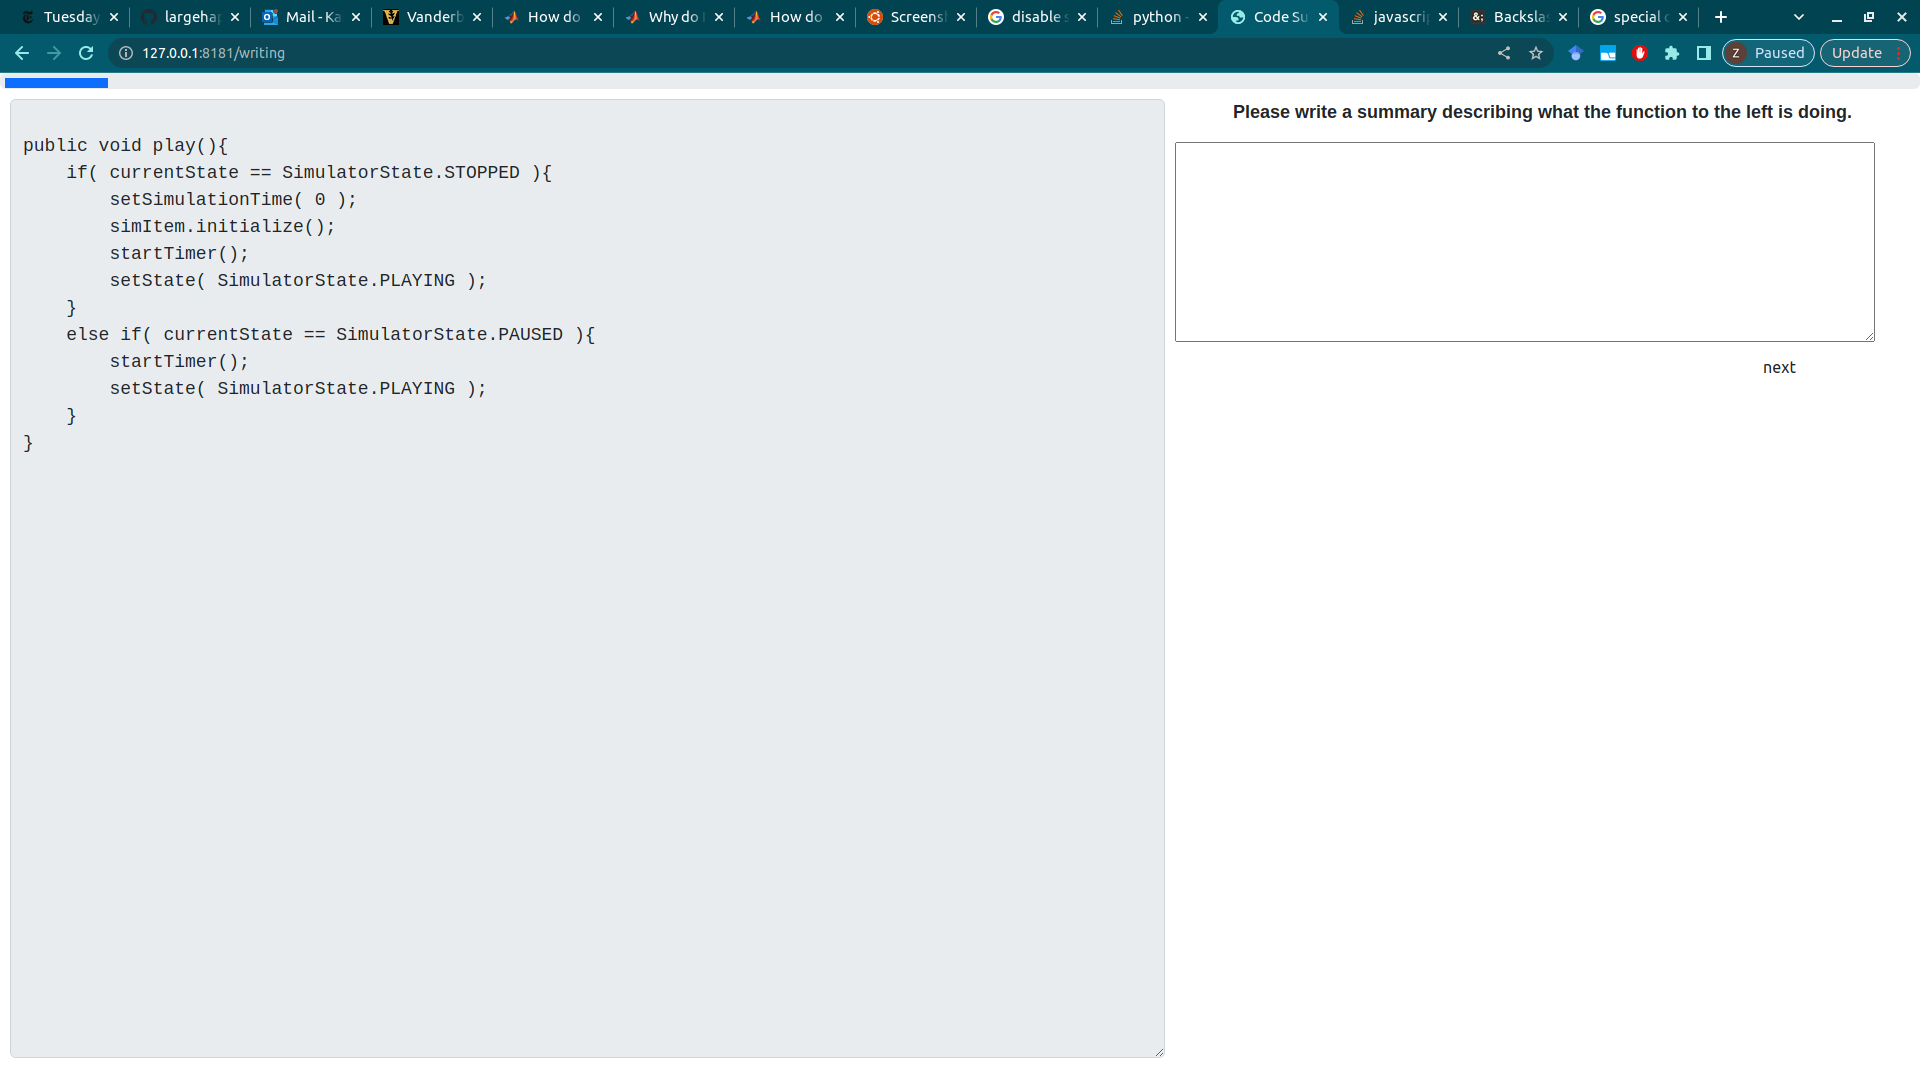 Tuesday largehap Mail - Ka Vanderb How do Why do How do Screensh disable s python - Code Su javascrip Backslas special c
127.0.0.1:8181/writing Z Paused Update
Please write a summary describing what the function to the left is doing.
public void play(){
    if( currentState == SimulatorState.STOPPED ){
        setSimulationTime( 0 );
        simItem.initialize();
        startTimer();
        setState( SimulatorState.PLAYING );
    }
    else if( currentState == SimulatorState.PAUSED ){
        startTimer();
        setState( SimulatorState.PLAYING );
    }
}
next